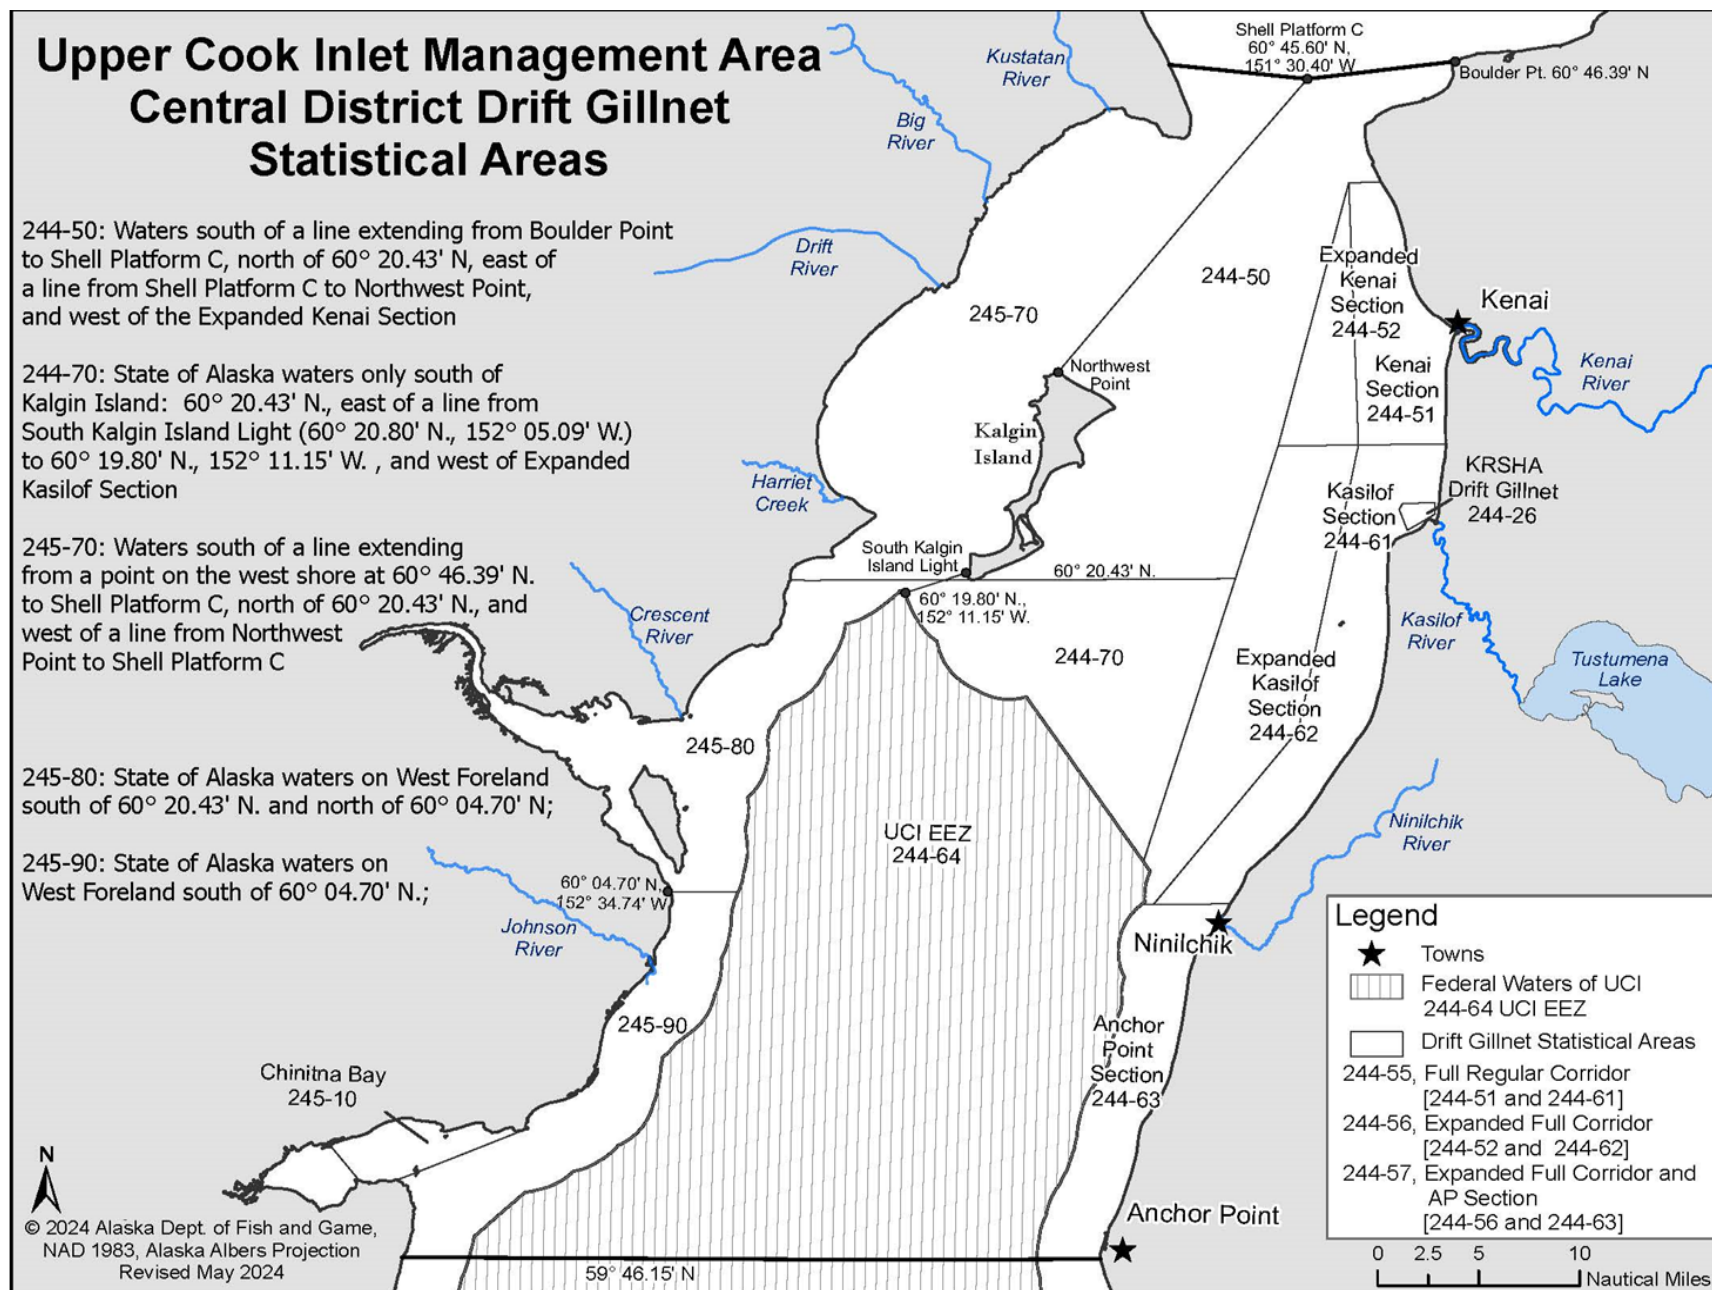 Upper Cook Inlet Management Area
Central District Drift Gillnet
Statistical Areas
244-50: Waters south of a line extending from Boulder Point
to Shell Platform C, north of 60° 20.43' N, east of
a line from Shell Platform C to Northwest Point,
and west of the Expanded Kenai Section
244-70: State of Alaska waters only south of
Kalgin Island:  60° 20.43' N., east of a line from
South Kalgin Island Light (60° 20.80' N., 152° 05.09' W.)
to 60° 19.80' N., 152° 11.15' W. , and west of Expanded
Kasilof Section
245-70: Waters south of a line extending
from a point on the west shore at 60° 46.39' N.
to Shell Platform C, north of 60° 20.43' N., and
west of a line from Northwest
Point to Shell Platform C
245-80: State of Alaska waters on West Foreland
south of 60° 20.43' N. and north of 60° 04.70' N;
245-90: State of Alaska waters on
West Foreland south of 60° 04.70' N.;
Shell Platform C
60° 45.60' N,
151° 30.40' W
Boulder Pt. 60° 46.39' N
Kustatan
River
Big
River
Drift
River
245-70
244-50
Expanded
Kenai
Section
244-52
Kenai
Kenai
River
Northwest
Point
Kenai
Section
244-51
Kalgin
Island
Harriet
Creek
KRSHA
Drift Gillnet
244-26
Kasilof
Section
244-61
South Kalgin
Island Light
60° 20.43' N.
60° 19.80' N.,
152° 11.15' W.
Crescent
River
Kasilof
River
Tustumena
Lake
244-70
Expanded
Kasilof
Section
244-62
245-80
UCI EEZ
244-64
Ninilchik
River
60° 04.70' N,
152° 34.74' W
Johnson
River
Ninilchik
245-90
Anchor
Point
Section
244-63
Chinitna Bay
245-10
Anchor Point
59° 46.15' N
N
© 2024 Alaska Dept. of Fish and Game,
NAD 1983, Alaska Albers Projection
Revised May 2024
Legend
Towns
Federal Waters of UCI
244-64 UCI EEZ
Drift Gillnet Statistical Areas
244-55, Full Regular Corridor
[244-51 and 244-61]
244-56, Expanded Full Corridor
[244-52 and  244-62]
244-57, Expanded Full Corridor and
AP Section
[244-56 and 244-63]
0 2.5 5 10
Nautical Miles